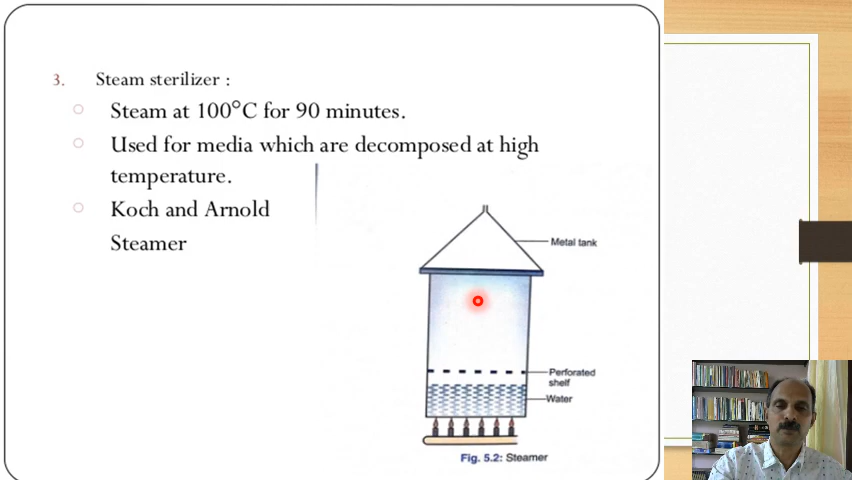 3. Steam sterilizer :
Steam at 100°C for 90 minutes.
Used for media which are decomposed at high
temperature.
Koch and Arnold
Steamer
Metal tank
Perforated
shelf
Water
Fig. 5.2: Steamer